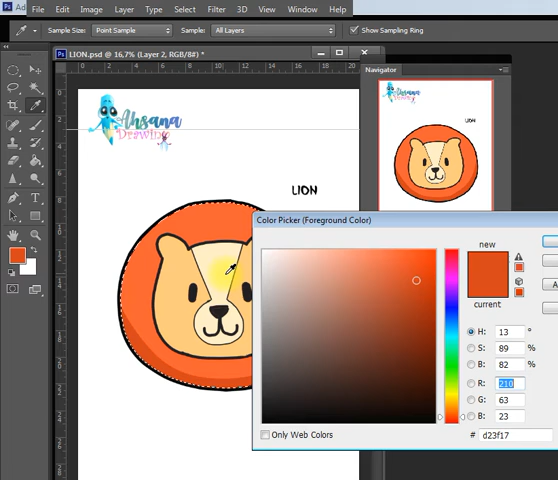 File Edit Image Layer Type Select Filter 3D View Window Help
Sample Size: Point Sample Sample: All Layers Show Sampling Ring
LION.psd @ 16,7% (Layer 2, RGB/8#) *
Navigator
Ahsana
Drawing
LION
LION
Color Picker (Foreground Color)
new
current
H: 13 °
S: 89 %
B: 82 %
R: 210
G: 63
B: 23
# d23f17
Only Web Colors